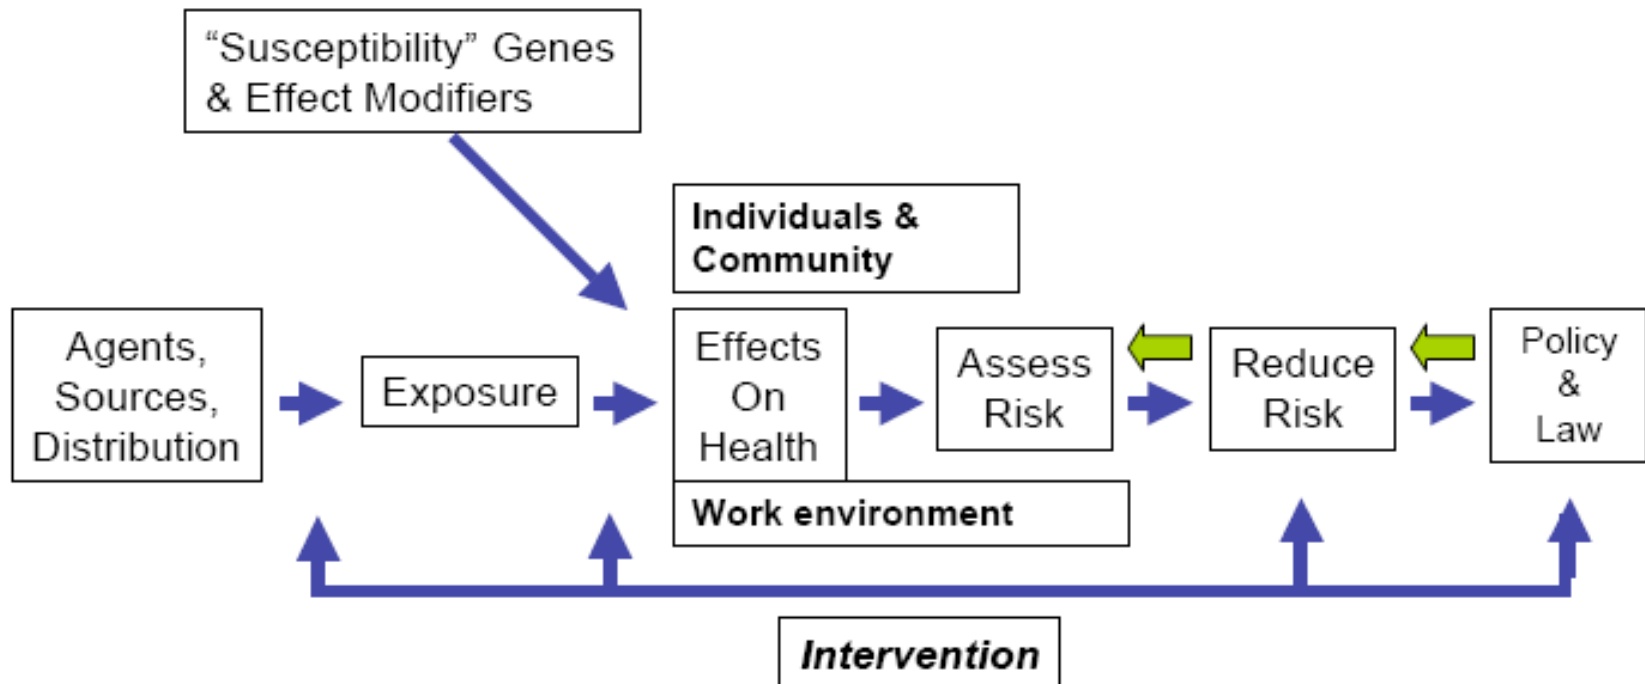 “Susceptibility” Genes
& Effect Modifiers
Individuals &
Community
Agents,
Sources,
Distribution
Exposure
Effects
On
Health
Assess
Risk
Reduce
Risk
Policy
&
Law
Work environment
Intervention